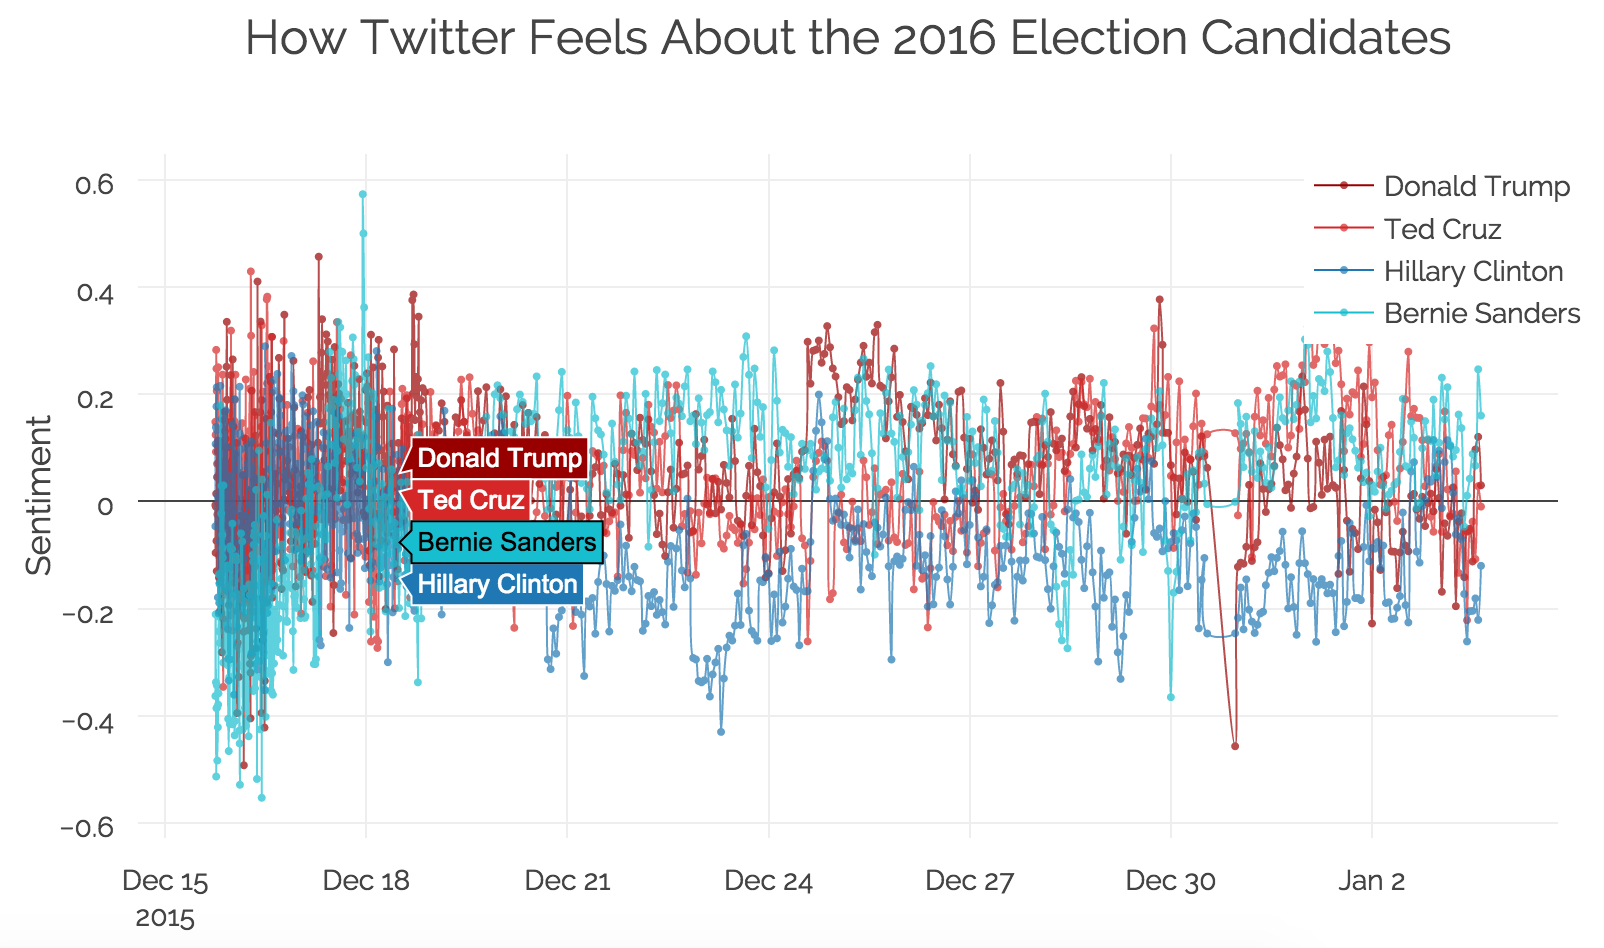 How Twitter Feels About the 2016 Election Candidates
0.6
0.4
0.2
0
−0.2
−0.4
−0.6
Sentiment
Donald Trump
Ted Cruz
Hillary Clinton
Bernie Sanders
Donald Trump
Ted Cruz
Bernie Sanders
Hillary Clinton
Dec 15 Dec 18 Dec 21 Dec 24 Dec 27 Dec 30 Jan 2
2015